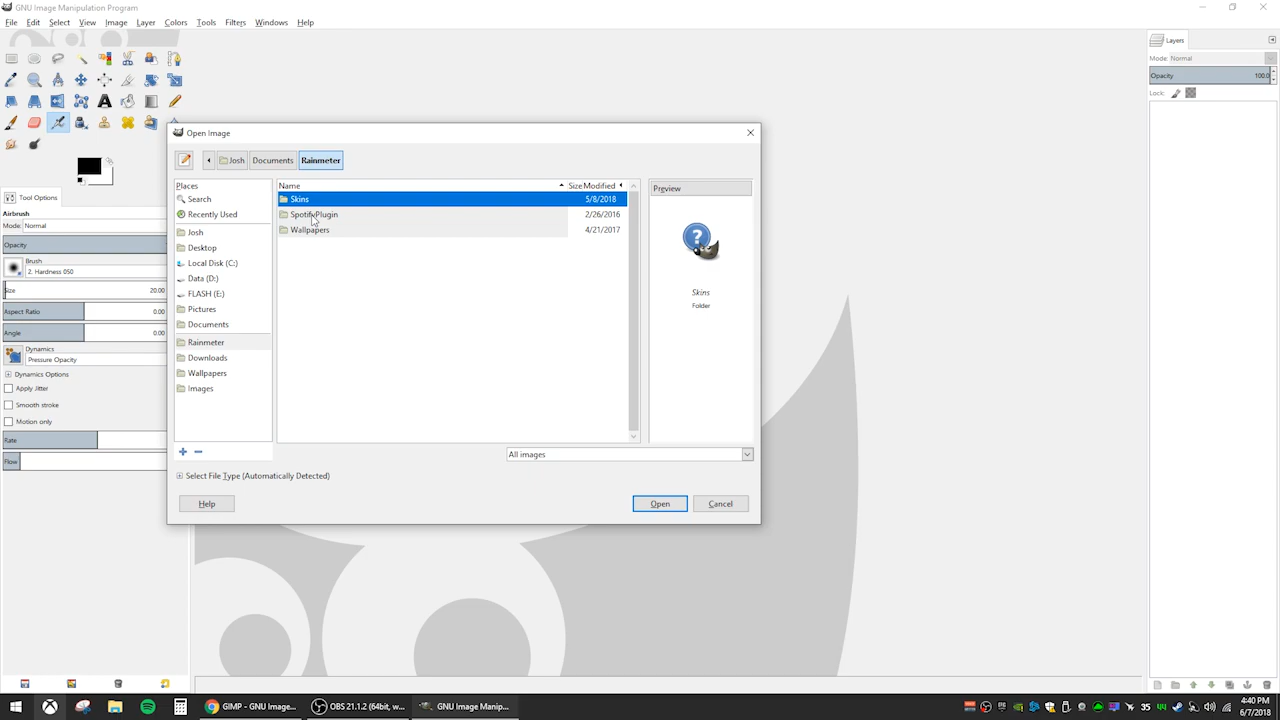 GNU Image Manipulation Program
File Edit Select View Image Layer Colors Tools Filters Windows Help
Layers
Mode: Normal
Opacity 100.0
Lock:
Open Image
Josh Documents Rainmeter
Places
Search
Recently Used
Josh
Desktop
Local Disk (C:)
Data (D:)
FLASH (E:)
Pictures
Documents
Rainmeter
Downloads
Wallpapers
Images
Name Size Modified
Skins 5/8/2018
SpotifyPlugin 2/26/2016
Wallpapers 4/21/2017
Preview
Skins
Folder
All images
Select File Type (Automatically Detected)
Help Open Cancel
Tool Options
Airbrush
Mode: Normal
Opacity
Brush
2. Hardness 050
Size 20.00
Aspect Ratio 0.00
Angle 0.00
Dynamics
Pressure Opacity
Dynamics Options
Apply Jitter
Smooth stroke
Motion only
Rate
Flow
GIMP - GNU Image... OBS 21.1.2 (64bit, w... GNU Image Manip...
35
4:40 PM
6/7/2018